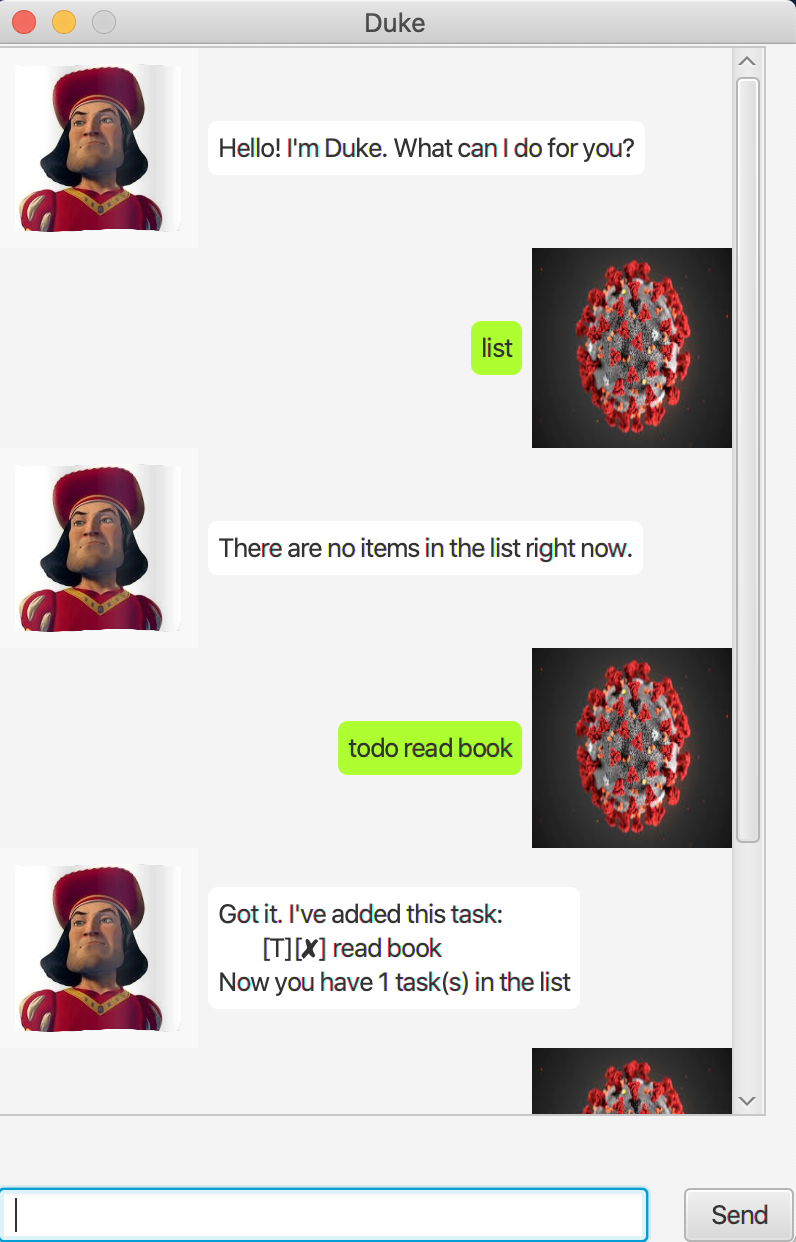 Duke
Hello! I'm Duke. What can I do for you?
list
There are no items in the list right now.
todo read book
Got it. I've added this task:
[T][✘] read book
Now you have 1 task(s) in the list
Send